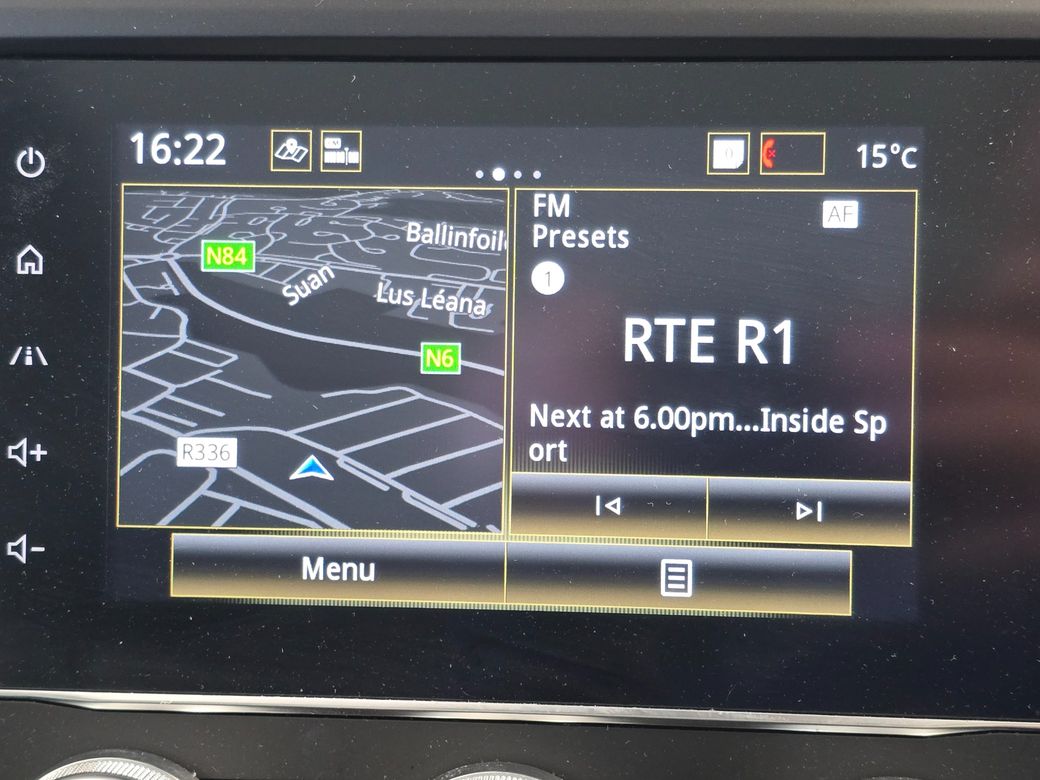 16:22
15°C
N84
Ballinfoil
Suan
Lus Léana
N6
R336
FM
Presets
AF
1
RTE R1
Next at 6.00pm...Inside Sp
ort
Menu